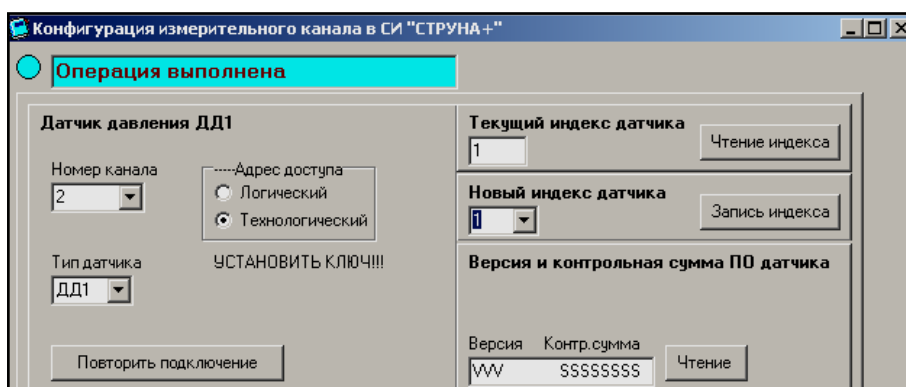 Конфигурация измерительного канала в СИ "СТРУНА+"
Операция выполнена
Датчик давления ДД1
Номер канала
2
-----Адрес доступа
Логический
Технологический
Тип датчика
ДД1
УСТАНОВИТЬ КЛЮЧ!!!
Повторить подключение
Текущий индекс датчика
1
Чтение индекса
Новый индекс датчика
1
Запись индекса
Версия и контрольная сумма ПО датчика
Версия Контр.сумма
VVV SSSSSSSS
Чтение